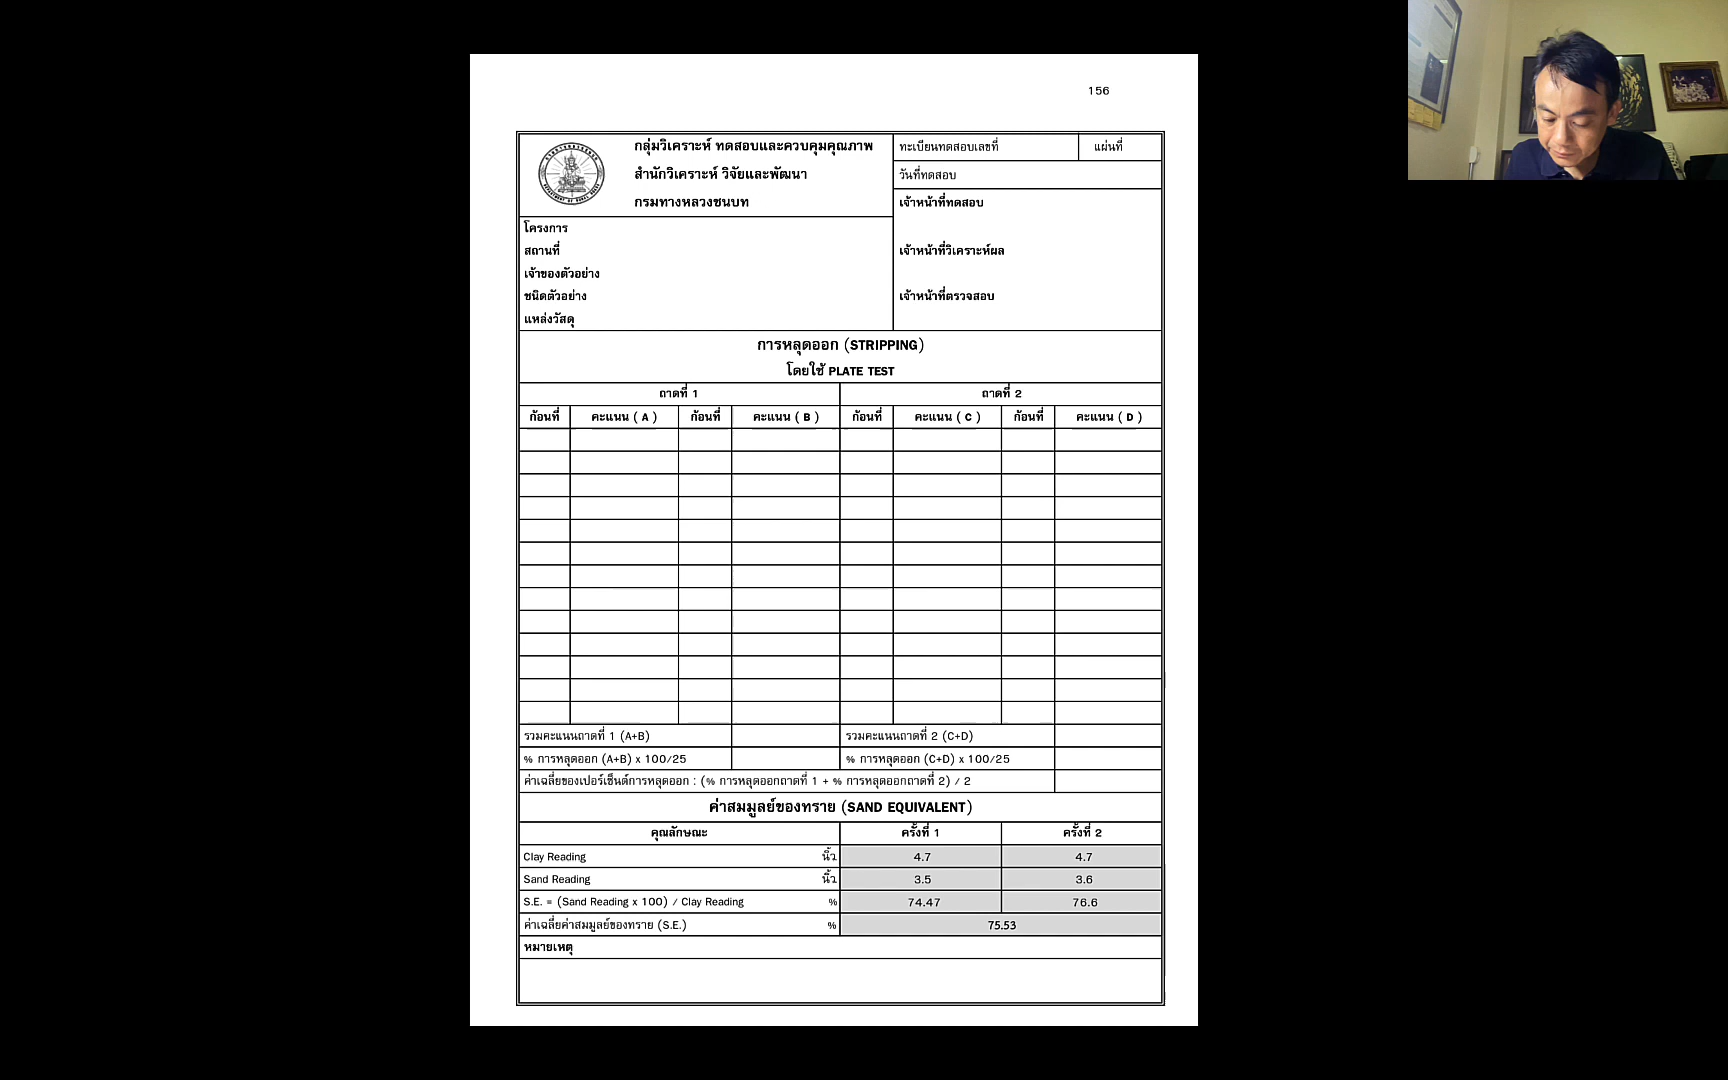 156
กลุ่มวิเคราะห์ ทดสอบและควบคุมคุณภาพ
สำนักวิเคราะห์ วิจัยและพัฒนา
กรมทางหลวงชนบท
ทะเบียนทดสอบเลขที่ แผ่นที่
วันที่ทดสอบ
เจ้าหน้าที่ทดสอบ
เจ้าหน้าที่วิเคราะห์ผล
เจ้าหน้าที่ตรวจสอบ
โครงการ
สถานที่
เจ้าของตัวอย่าง
ชนิดตัวอย่าง
แหล่งวัสดุ
การหลุดออก (STRIPPING)
โดยใช้ PLATE TEST
ถาดที่ 1 ถาดที่ 2
ก้อนที่ คะแนน ( A ) ก้อนที่ คะแนน ( B ) ก้อนที่ คะแนน ( C ) ก้อนที่ คะแนน ( D )
รวมคะแนนถาดที่ 1 (A+B) รวมคะแนนถาดที่ 2 (C+D)
% การหลุดออก (A+B) x 100/25 % การหลุดออก (C+D) x 100/25
ค่าเฉลี่ยของเปอร์เซ็นต์การหลุดออก : (% การหลุดออกถาดที่ 1 + % การหลุดออกถาดที่ 2) / 2
ค่าสมมูลย์ของทราย (SAND EQUIVALENT)
คุณลักษณะ ครั้งที่ 1 ครั้งที่ 2
Clay Reading นิ้ว 4.7 4.7
Sand Reading นิ้ว 3.5 3.6
S.E. = (Sand Reading x 100) / Clay Reading % 74.47 76.6
ค่าเฉลี่ยค่าสมมูลย์ของทราย (S.E.) % 75.53
หมายเหตุ